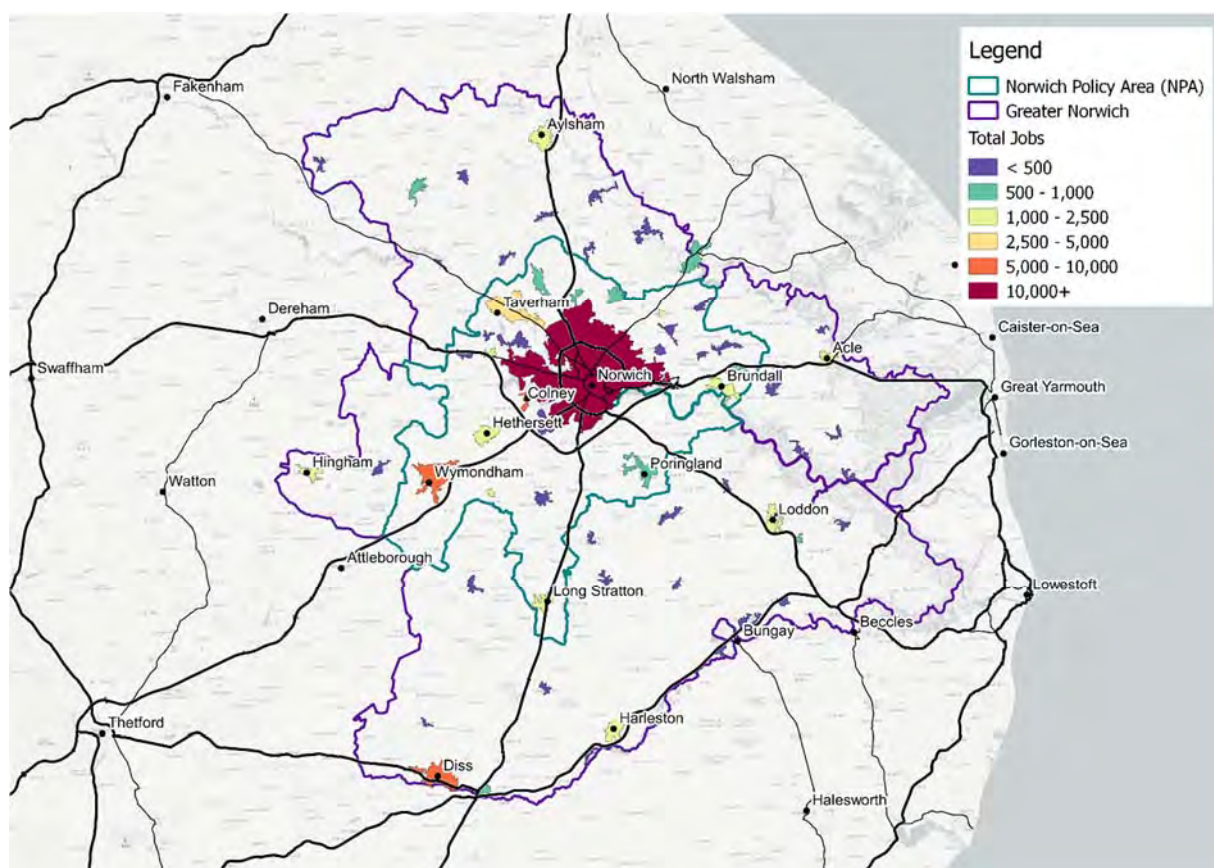 Legend
Norwich Policy Area (NPA)
Greater Norwich
Total Jobs
< 500
500 - 1,000
1,000 - 2,500
2,500 - 5,000
5,000 - 10,000
10,000+
Fakenham
North Walsham
Aylsham
Dereham
Taverham
Caister-on-Sea
Swaffham
Acle
Norwich
Brundall
Great Yarmouth
Colney
Hethersett
Gorleston-on-Sea
Hingham
Wymondham
Poringland
Watton
Loddon
Attleborough
Long Stratton
Lowestoft
Bungay
Beccles
Thetford
Harleston
Diss
Halesworth